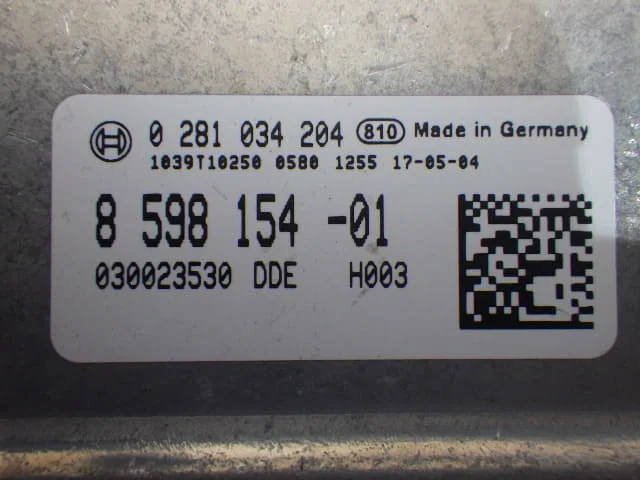 0 281 034 204 810 Made in Germany
1039T10250 0580 1255 17-05-04
8 598 154 -01
030023530 DDE H003